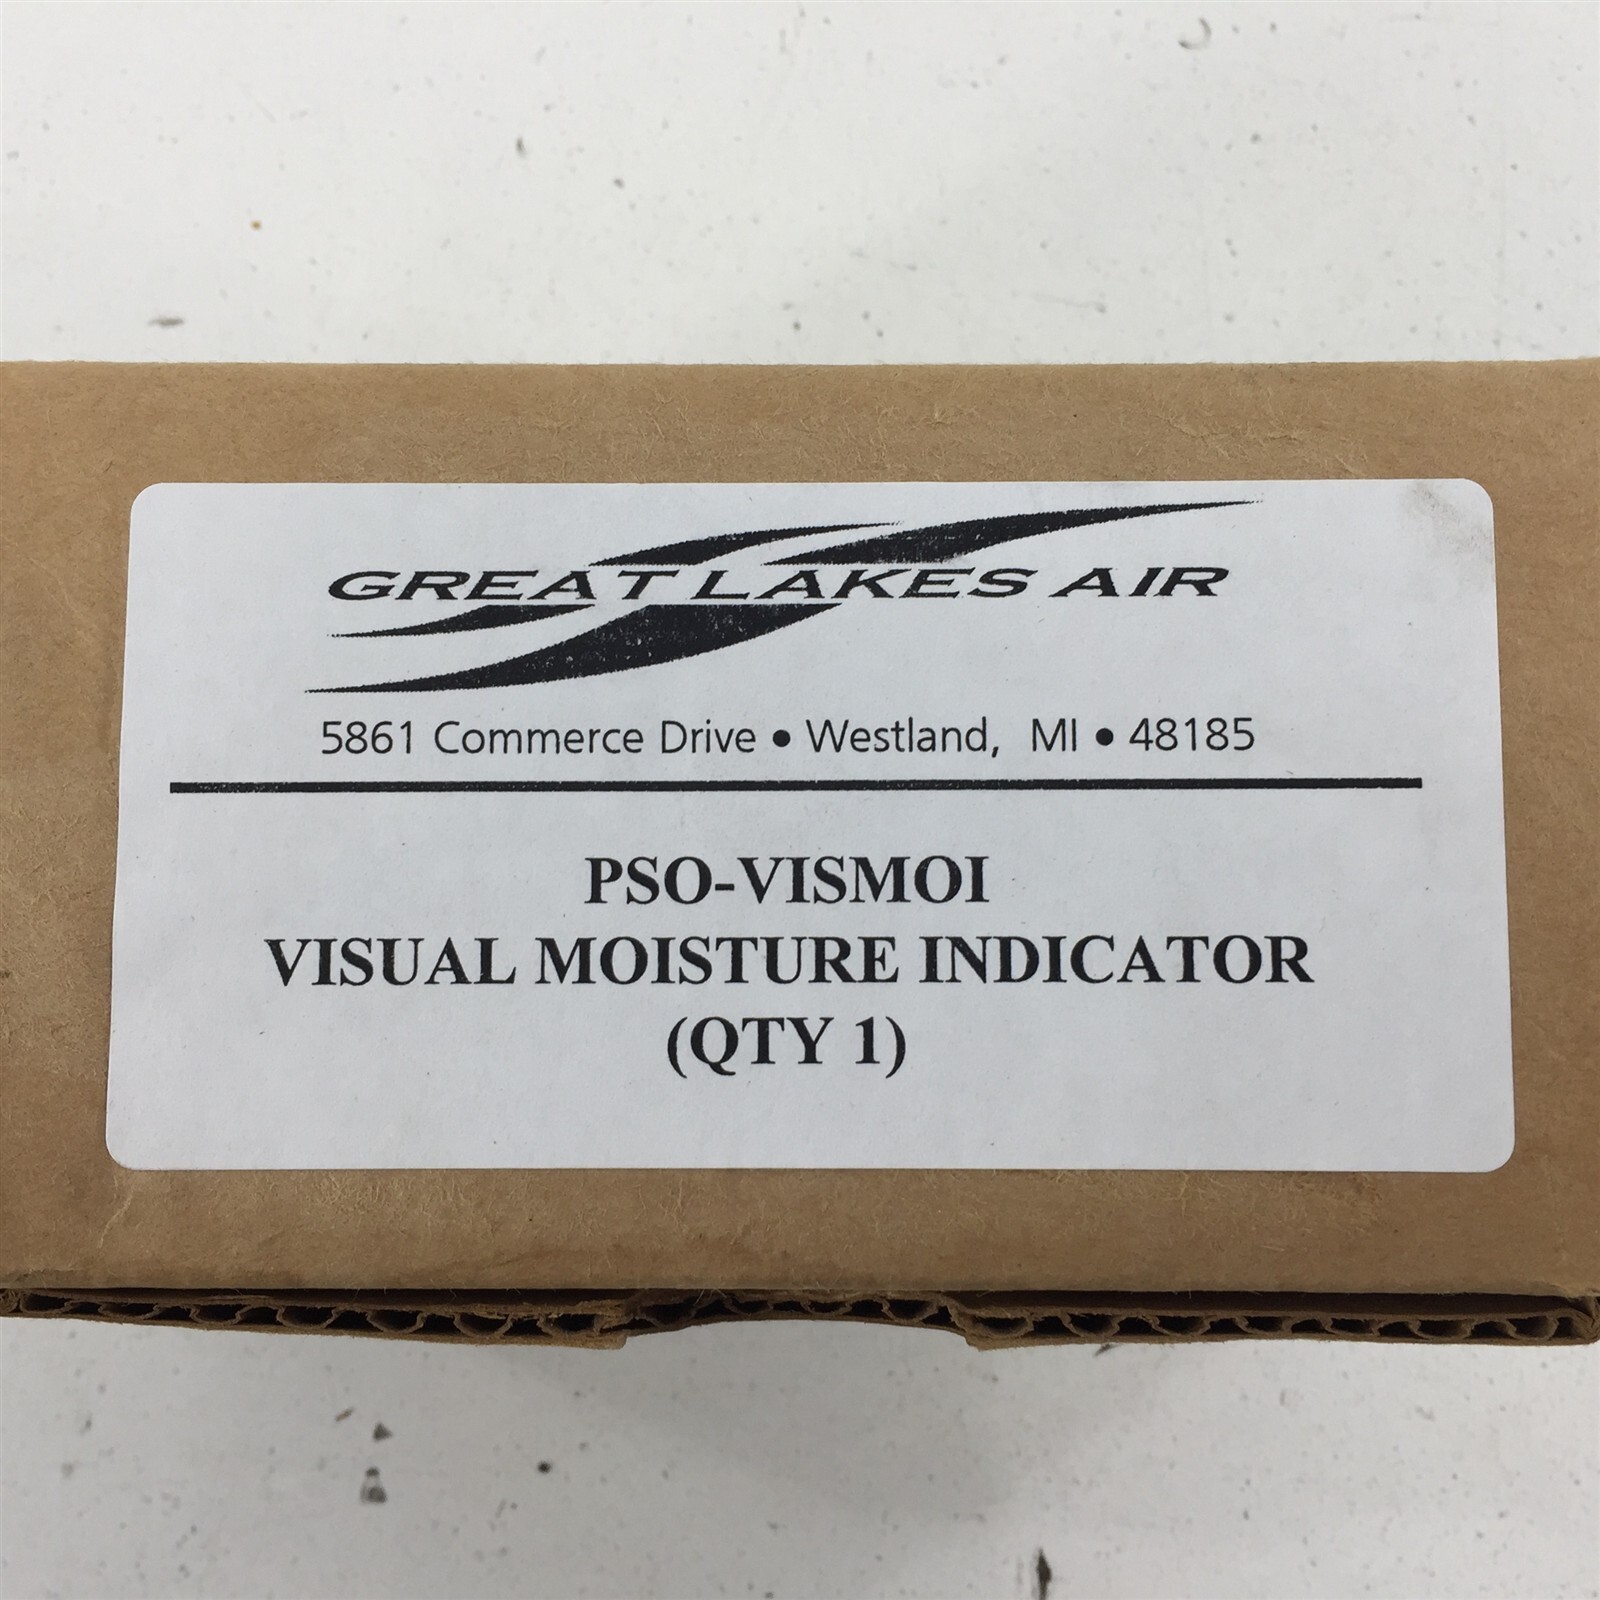 GREAT LAKES AIR
5861 Commerce Drive • Westland, MI • 48185
PSO-VISMOI
VISUAL MOISTURE INDICATOR
(QTY 1)